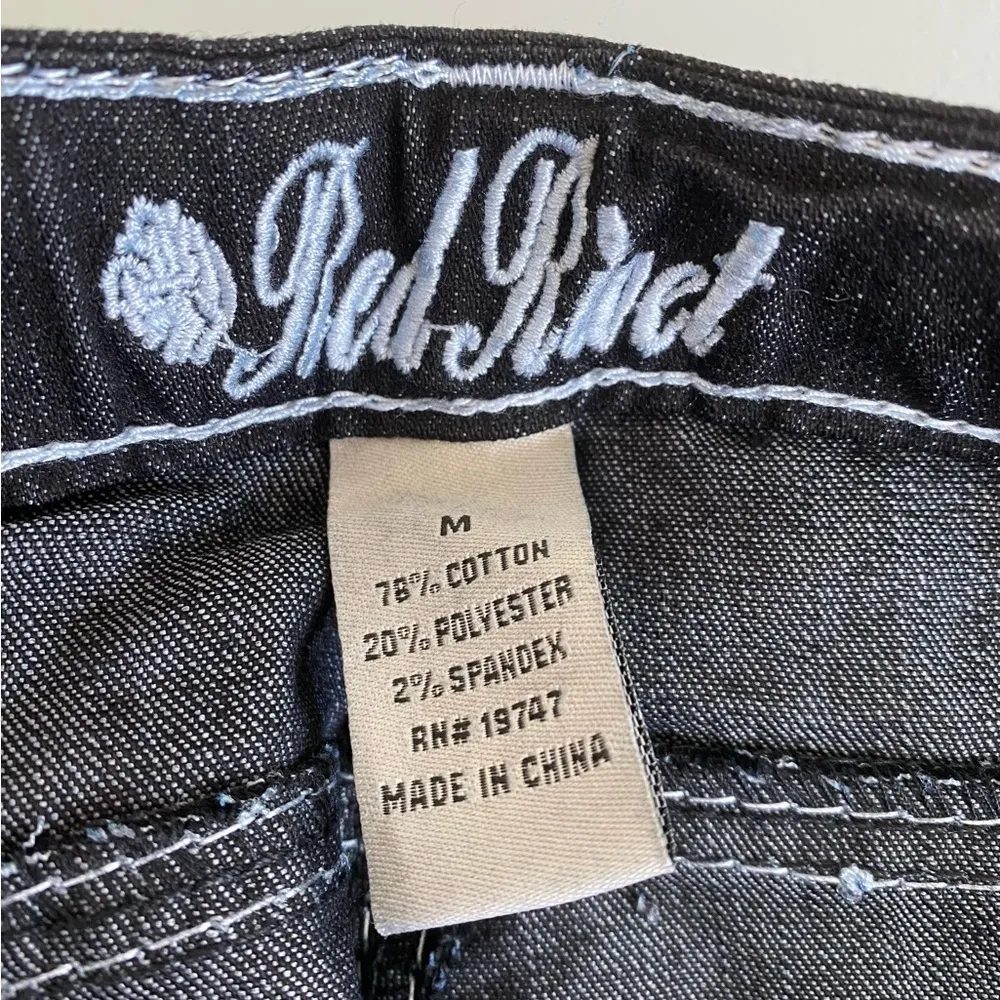 Red Rivet
M
78% COTTON
20% POLYESTER
2% SPANDEX
RN# 19747
MADE IN CHINA